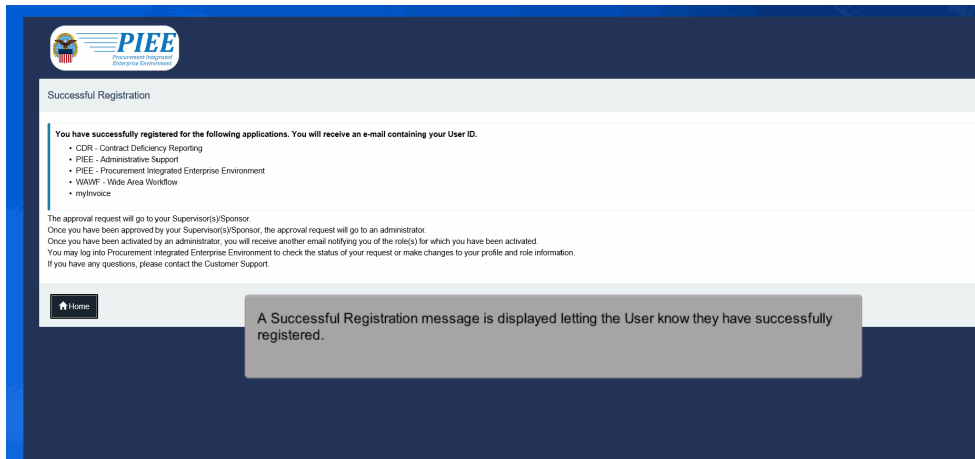 PIEE
Procurement Integrated
Enterprise Environment
Successful Registration
You have successfully registered for the following applications. You will receive an e-mail containing your User ID.
• CDR - Contract Deficiency Reporting
• PIEE - Administrative Support
• PIEE - Procurement Integrated Enterprise Environment
• WAWF - Wide Area Workflow
• myInvoice
The approval request will go to your Supervisor(s)/Sponsor.
Once you have been approved by your Supervisor(s)/Sponsor, the approval request will go to an administrator.
Once you have been activated by an administrator, you will receive another email notifying you of the role(s) for which you have been activated.
You may log into Procurement Integrated Enterprise Environment to check the status of your request or make changes to your profile and role information.
If you have any questions, please contact the Customer Support.
Home
A Successful Registration message is displayed letting the User know they have successfully
registered.